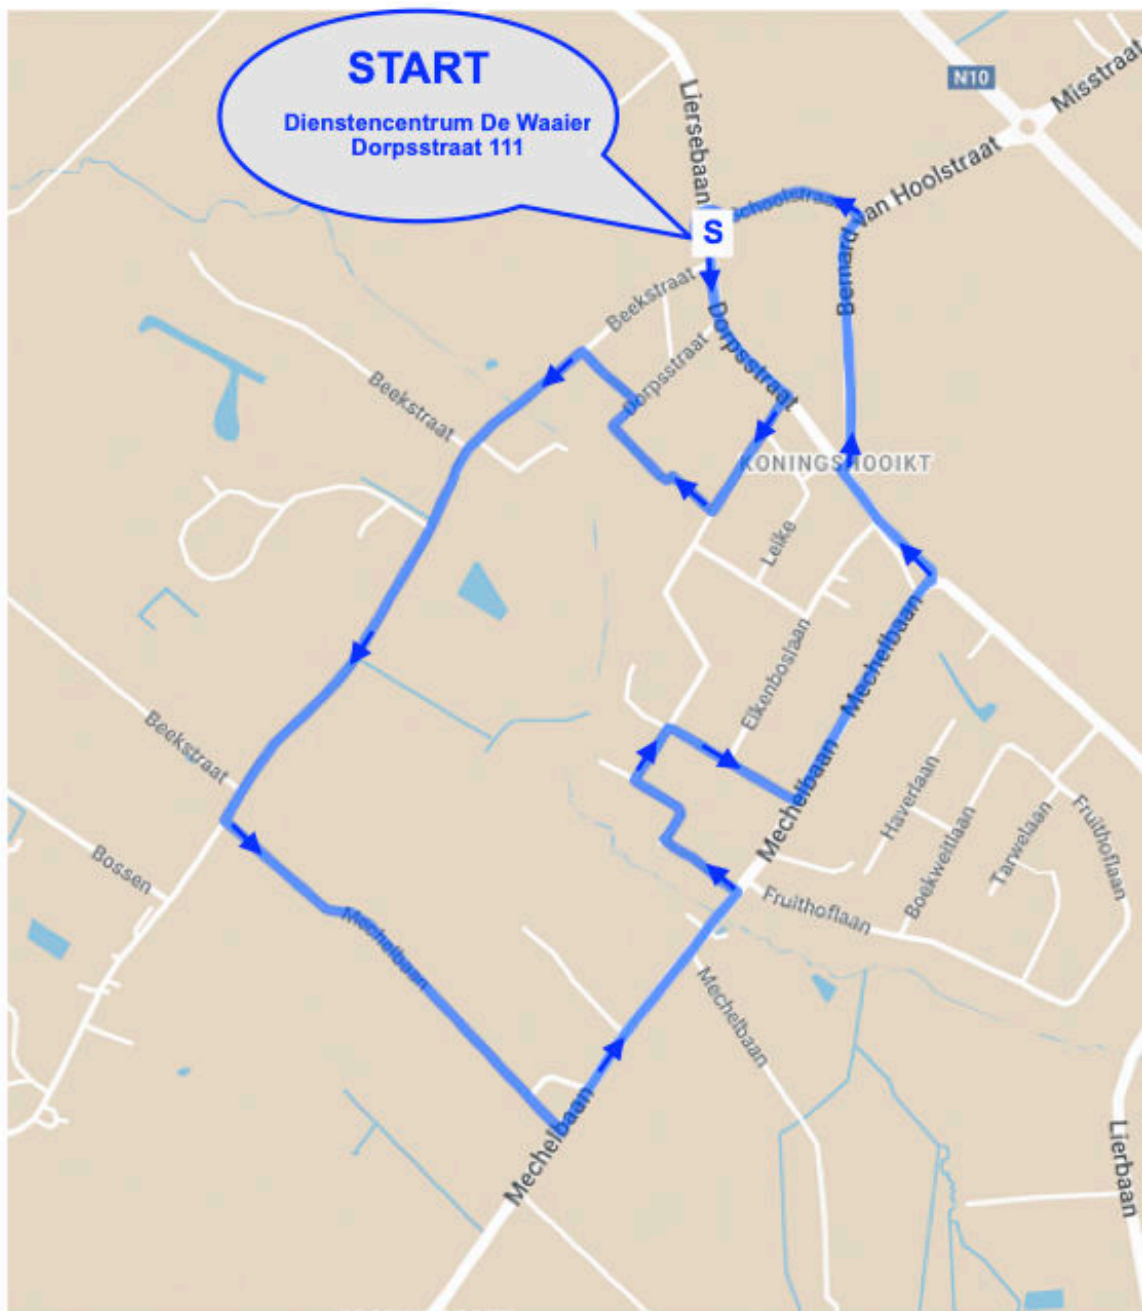 START
Dienstencentrum De Waaier
Dorpsstraat 111
N10
Misstraat
Liersebaan
Bernard van Hoolstraat
Schoolstraat
S
Beekstraat
Dorpsstraat
Dorpsstraat
Beekstraat
KONINGSHOOIKT
Leike
Eikenboslaan
Mechelbaan
Mechelbaan
Beekstraat
Haverlaan
Boekweitlaan
Tarwelaan
Fruithoflaan
Bossen
Fruithoflaan
Mechelbaan
Mechelbaan
Mechelbaan
Lierbaan